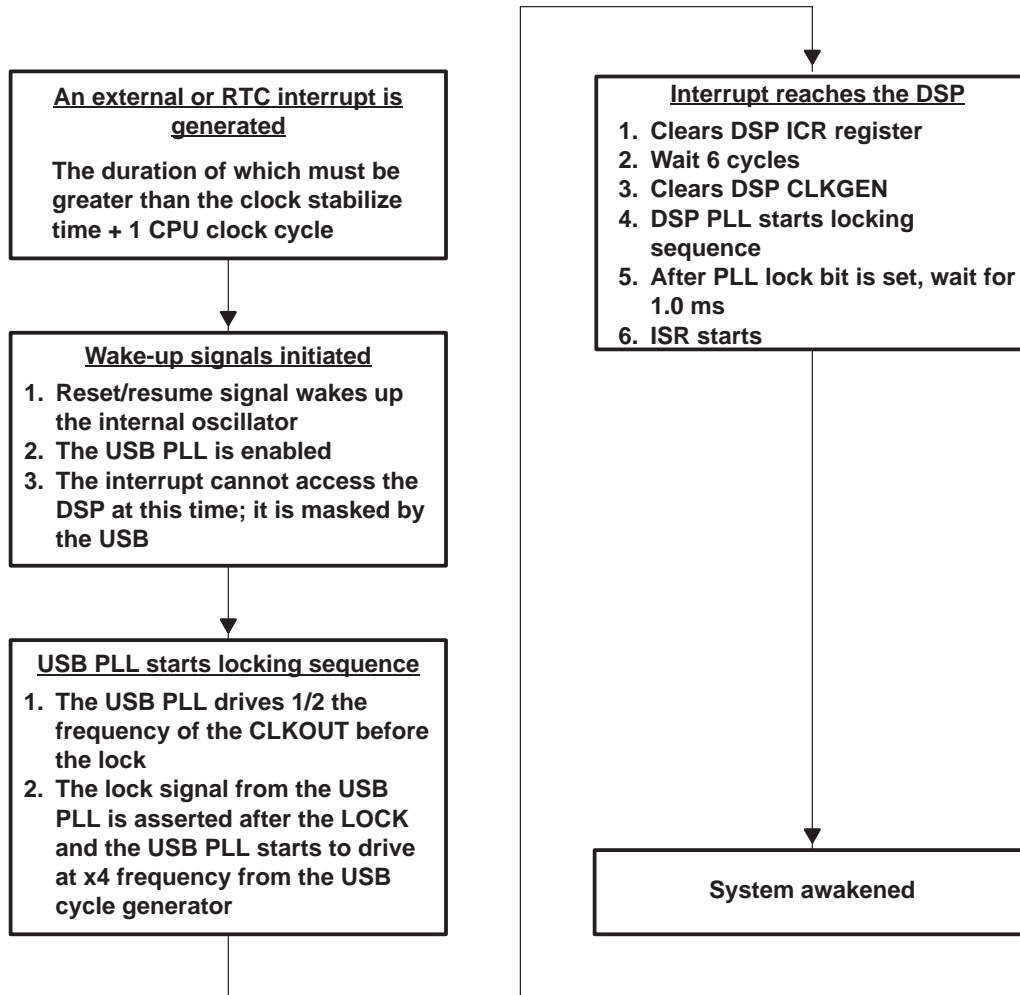 An external or RTC interrupt is
generated
The duration of which must be
greater than the clock stabilize
time + 1 CPU clock cycle
Wake-up signals initiated
1. Reset/resume signal wakes up
the internal oscillator
2. The USB PLL is enabled
3. The interrupt cannot access the
DSP at this time; it is masked by
the USB
USB PLL starts locking sequence
1. The USB PLL drives 1/2 the
frequency of the CLKOUT before
the lock
2. The lock signal from the USB
PLL is asserted after the LOCK
and the USB PLL starts to drive
at x4 frequency from the USB
cycle generator
Interrupt reaches the DSP
1. Clears DSP ICR register
2. Wait 6 cycles
3. Clears DSP CLKGEN
4. DSP PLL starts locking
sequence
5. After PLL lock bit is set, wait for
1.0 ms
6. ISR starts
System awakened